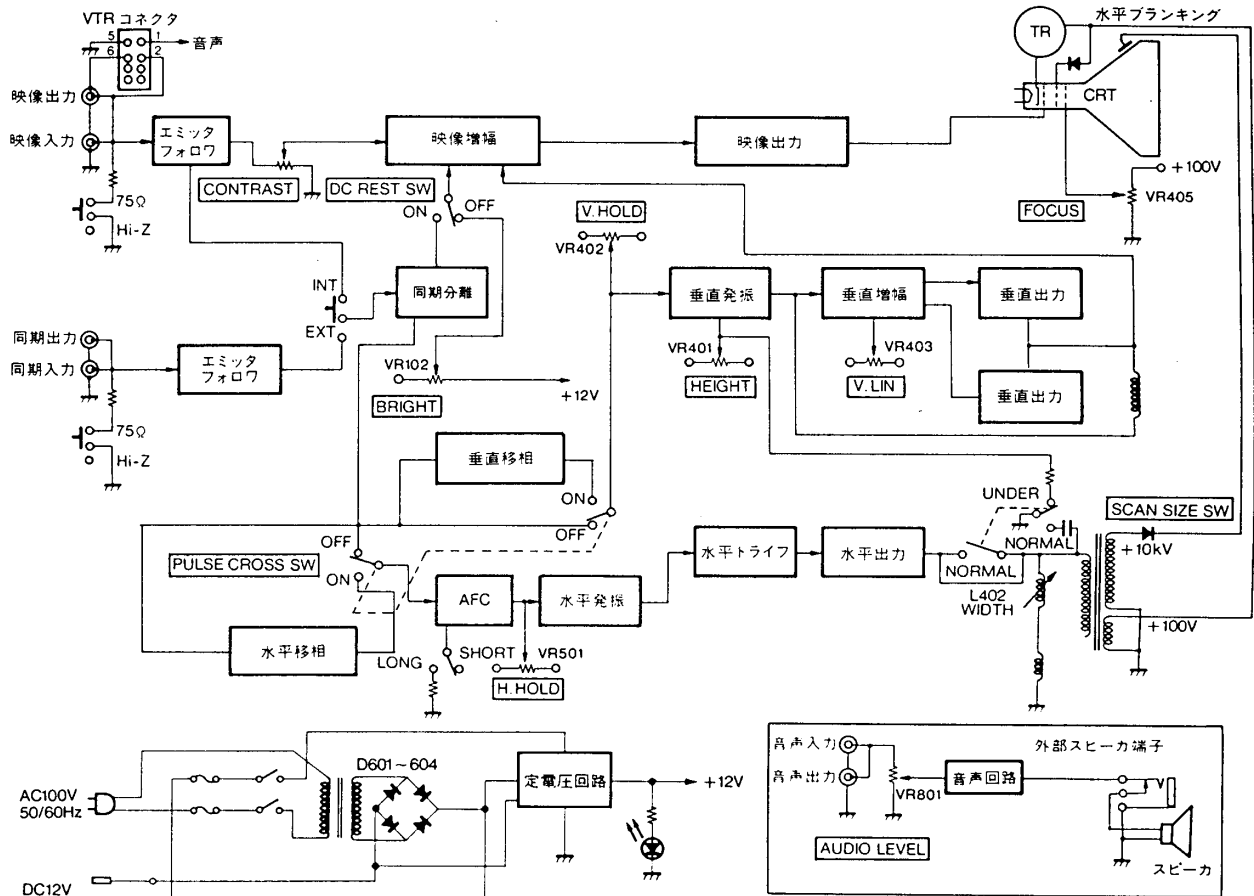 VTR コネクタ
5
1
音声
6
2
水平ブランキング
TR
CRT
映像出力
映像入力
エミッタ
フォロワ
映像増幅
映像出力
+100V
VR405
FOCUS
CONTRAST
DC REST SW
75Ω
Hi-Z
ON
OFF
V.HOLD
VR402
INT
EXT
同期分離
垂直発振
垂直増幅
垂直出力
同期出力
同期入力
エミッタ
フォロワ
VR102
+12V
BRIGHT
VR401
HEIGHT
VR403
V.LIN
垂直出力
75Ω
Hi-Z
垂直移相
ON
OFF
UNDER
SCAN SIZE SW
NORMAL
+10kV
OFF
PULSE CROSS SW
ON
水平トライフ
水平出力
NORMAL
L402
WIDTH
AFC
水平発振
+100V
水平移相
LONG
SHORT
VR501
H.HOLD
AC100V
50/60Hz
D601～604
定電圧回路
+12V
DC12V
音声入力
音声出力
外部スピーカ端子
VR801
音声回路
AUDIO LEVEL
スピーカ